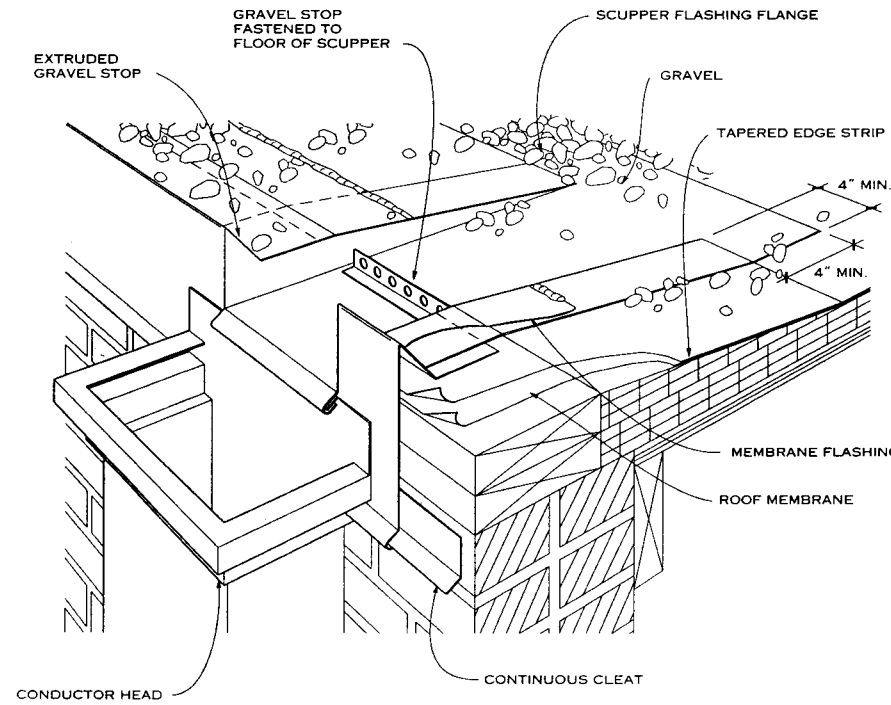 GRAVEL STOP
FASTENED TO
FLOOR OF SCUPPER
SCUPPER FLASHING FLANGE
EXTRUDED
GRAVEL STOP
GRAVEL
TAPERED EDGE STRIP
4" MIN.
4" MIN.
MEMBRANE FLASHING
ROOF MEMBRANE
CONTINUOUS CLEAT
CONDUCTOR HEAD